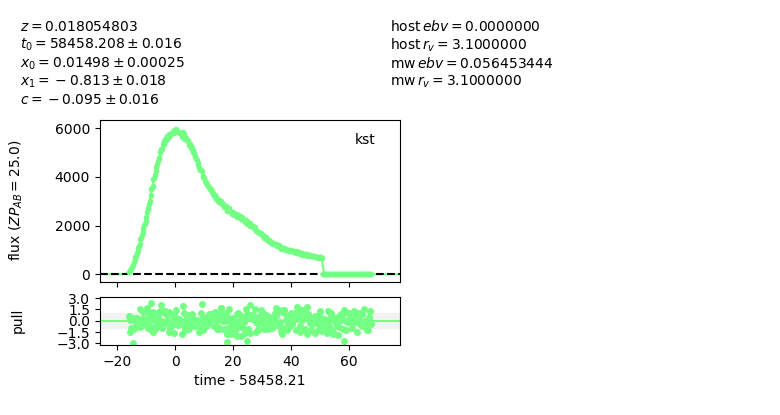 z = 0.018054803
t₀ = 58458.208 ± 0.016
x₀ = 0.01498 ± 0.00025
x₁ = −0.813 ± 0.018
c = −0.095 ± 0.016
host ebv = 0.0000000
host r_v = 3.1000000
mw ebv = 0.056453444
mw r_v = 3.1000000
kst
flux (ZP_AB = 25.0)
6000
4000
2000
0
pull
3.0
1.5
0.0
−1.5
−3.0
−20 0 20 40 60
time - 58458.21